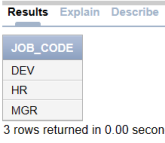 Results Explain Describe
JOB_CODE
DEV
HR
MGR
3 rows returned in 0.00 secon